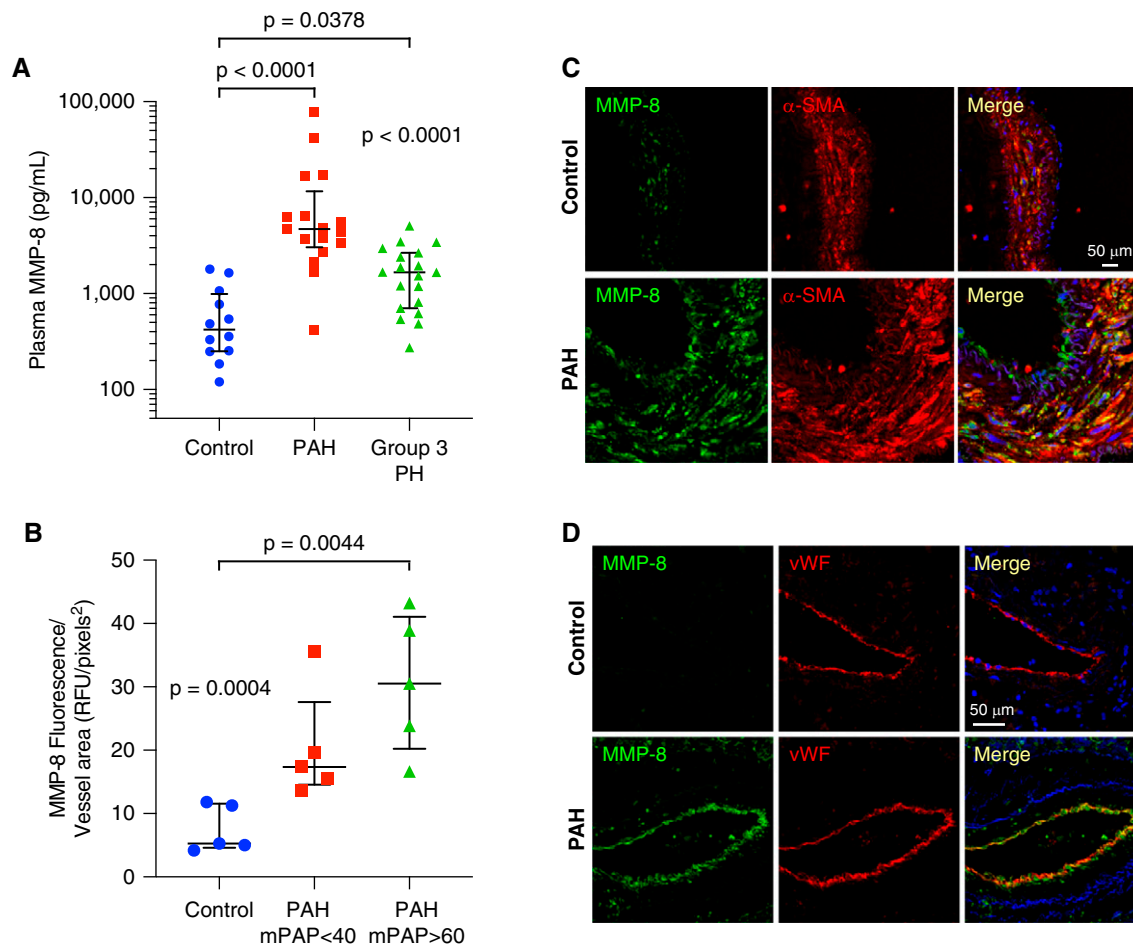 A
p = 0.0378
p < 0.0001
p < 0.0001
Plasma MMP-8 (pg/mL)
100,000
10,000
1,000
100
Control
PAH
Group 3
PH
B
p = 0.0044
p = 0.0004
MMP-8 Fluorescence/
Vessel area (RFU/pixels²)
50
40
30
20
10
0
Control
PAH
mPAP<40
PAH
mPAP>60
C
Control
MMP-8
α-SMA
Merge
50 μm
PAH
MMP-8
α-SMA
Merge
D
Control
MMP-8
vWF
Merge
50 μm
PAH
MMP-8
vWF
Merge